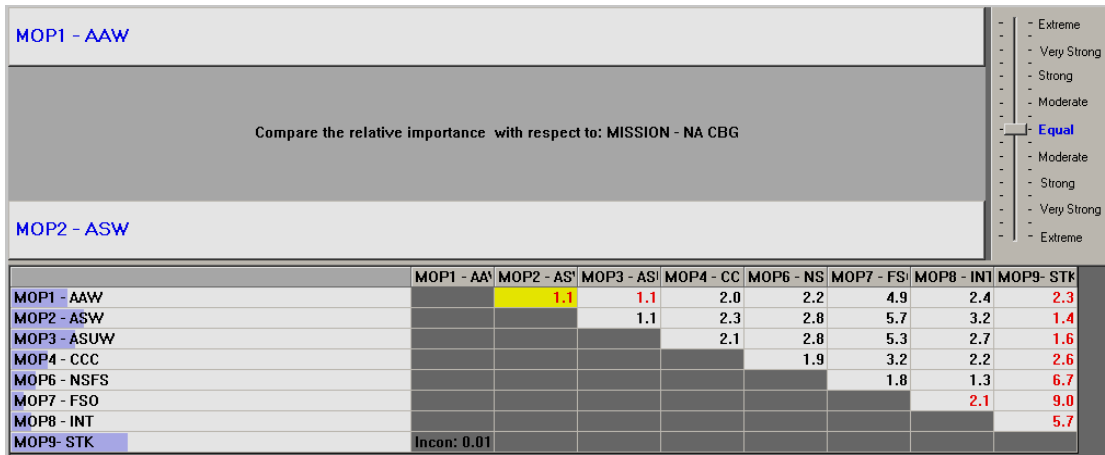 MOP1 - AAW
Compare the relative importance with respect to: MISSION - NA CBG
MOP2 - ASW
Extreme
Very Strong
Strong
Moderate
Equal
Moderate
Strong
Very Strong
Extreme
MOP1 - AA MOP2 - AS MOP3 - AS MOP4 - CC MOP6 - NS MOP7 - FS MOP8 - INT MOP9- STK
MOP1 - AAW 1.1 1.1 2.0 2.2 4.9 2.4 2.3
MOP2 - ASW 1.1 2.3 2.8 5.7 3.2 1.4
MOP3 - ASUW 2.1 2.8 5.3 2.7 1.6
MOP4 - CCC 1.9 3.2 2.2 2.6
MOP6 - NSFS 1.8 1.3 6.7
MOP7 - FSO 2.1 9.0
MOP8 - INT 5.7
MOP9- STK Incon: 0.01